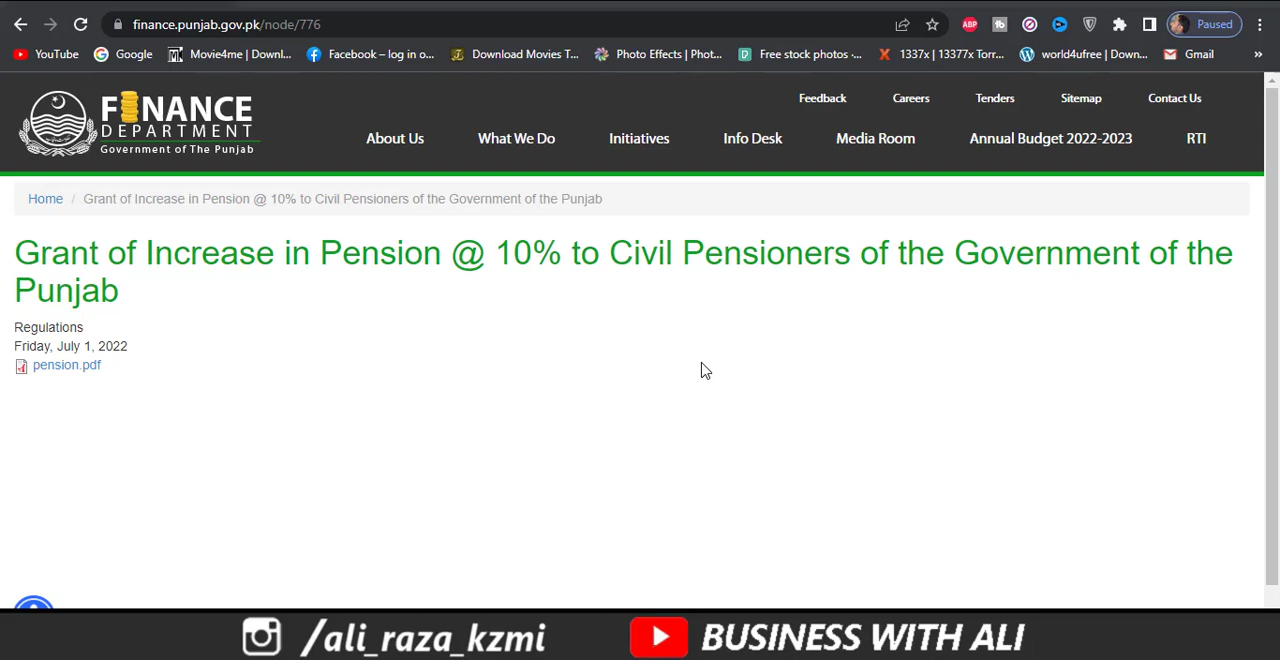 finance.punjab.gov.pk/node/776
ABP
tb
Paused
YouTube
Google
Movie4me | Downl...
Facebook – log in o...
Download Movies T...
Photo Effects | Phot...
Free stock photos ·...
1337x | 13377x Torr...
world4ufree | Down...
Gmail
»
FINANCE
DEPARTMENT
Government of The Punjab
Feedback
Careers
Tenders
Sitemap
Contact Us
About Us
What We Do
Initiatives
Info Desk
Media Room
Annual Budget 2022-2023
RTI
Home / Grant of Increase in Pension @ 10% to Civil Pensioners of the Government of the Punjab
Grant of Increase in Pension @ 10% to Civil Pensioners of the Government of the
Punjab
Regulations
Friday, July 1, 2022
pension.pdf
/ali_raza_kzmi
BUSINESS WITH ALI